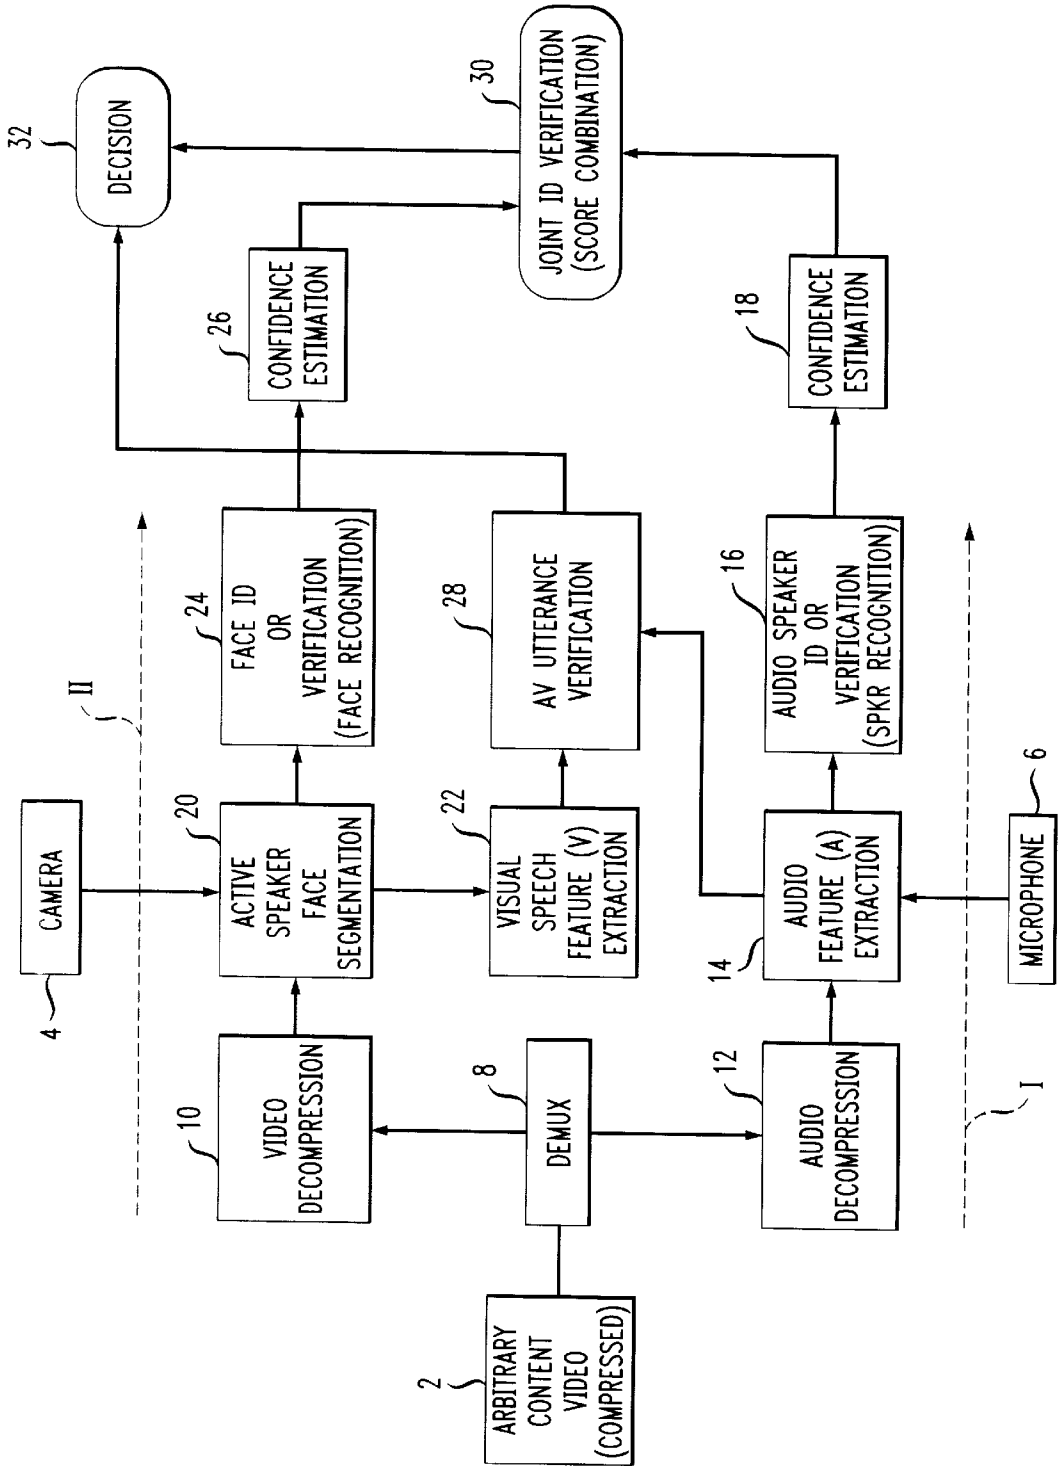 32
DECISION
JOINT ID VERIFICATION
(SCORE COMBINATION)
30
26
CONFIDENCE
ESTIMATION
18
CONFIDENCE
ESTIMATION
II
24
FACE ID
OR
VERIFICATION
(FACE RECOGNITION)
28
AV UTTERANCE
VERIFICATION
16
AUDIO SPEAKER
ID OR
VERIFICATION
(SPKR RECOGNITION)
CAMERA
4
20
ACTIVE
SPEAKER
FACE
SEGMENTATION
22
VISUAL
SPEECH
FEATURE (V)
EXTRACTION
14
AUDIO
FEATURE (A)
EXTRACTION
6
MICROPHONE
10
VIDEO
DECOMPRESSION
8
DEMUX
12
AUDIO
DECOMPRESSION
I
2
ARBITRARY
CONTENT
VIDEO
(COMPRESSED)